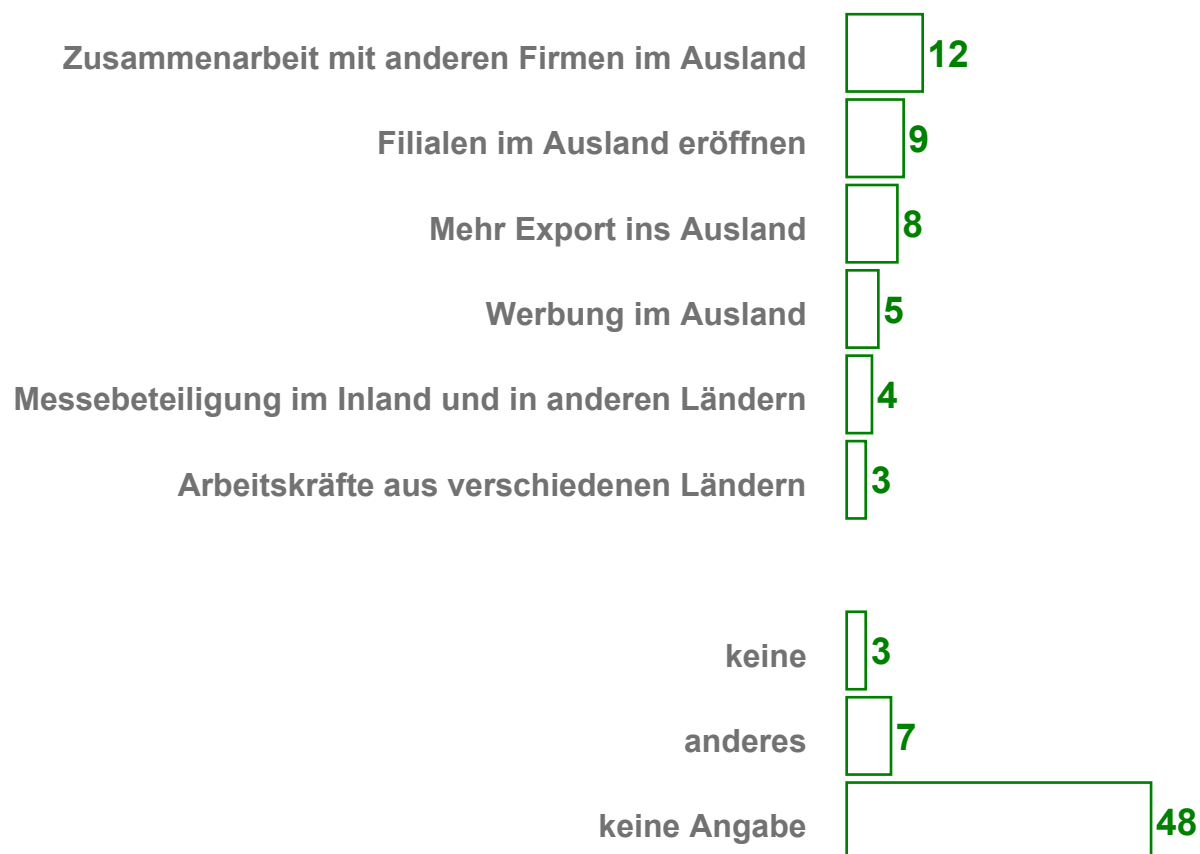 Zusammenarbeit mit anderen Firmen im Ausland 12
Filialen im Ausland eröffnen 9
Mehr Export ins Ausland 8
Werbung im Ausland 5
Messebeteiligung im Inland und in anderen Ländern 4
Arbeitskräfte aus verschiedenen Ländern 3
keine 3
anderes 7
keine Angabe 48